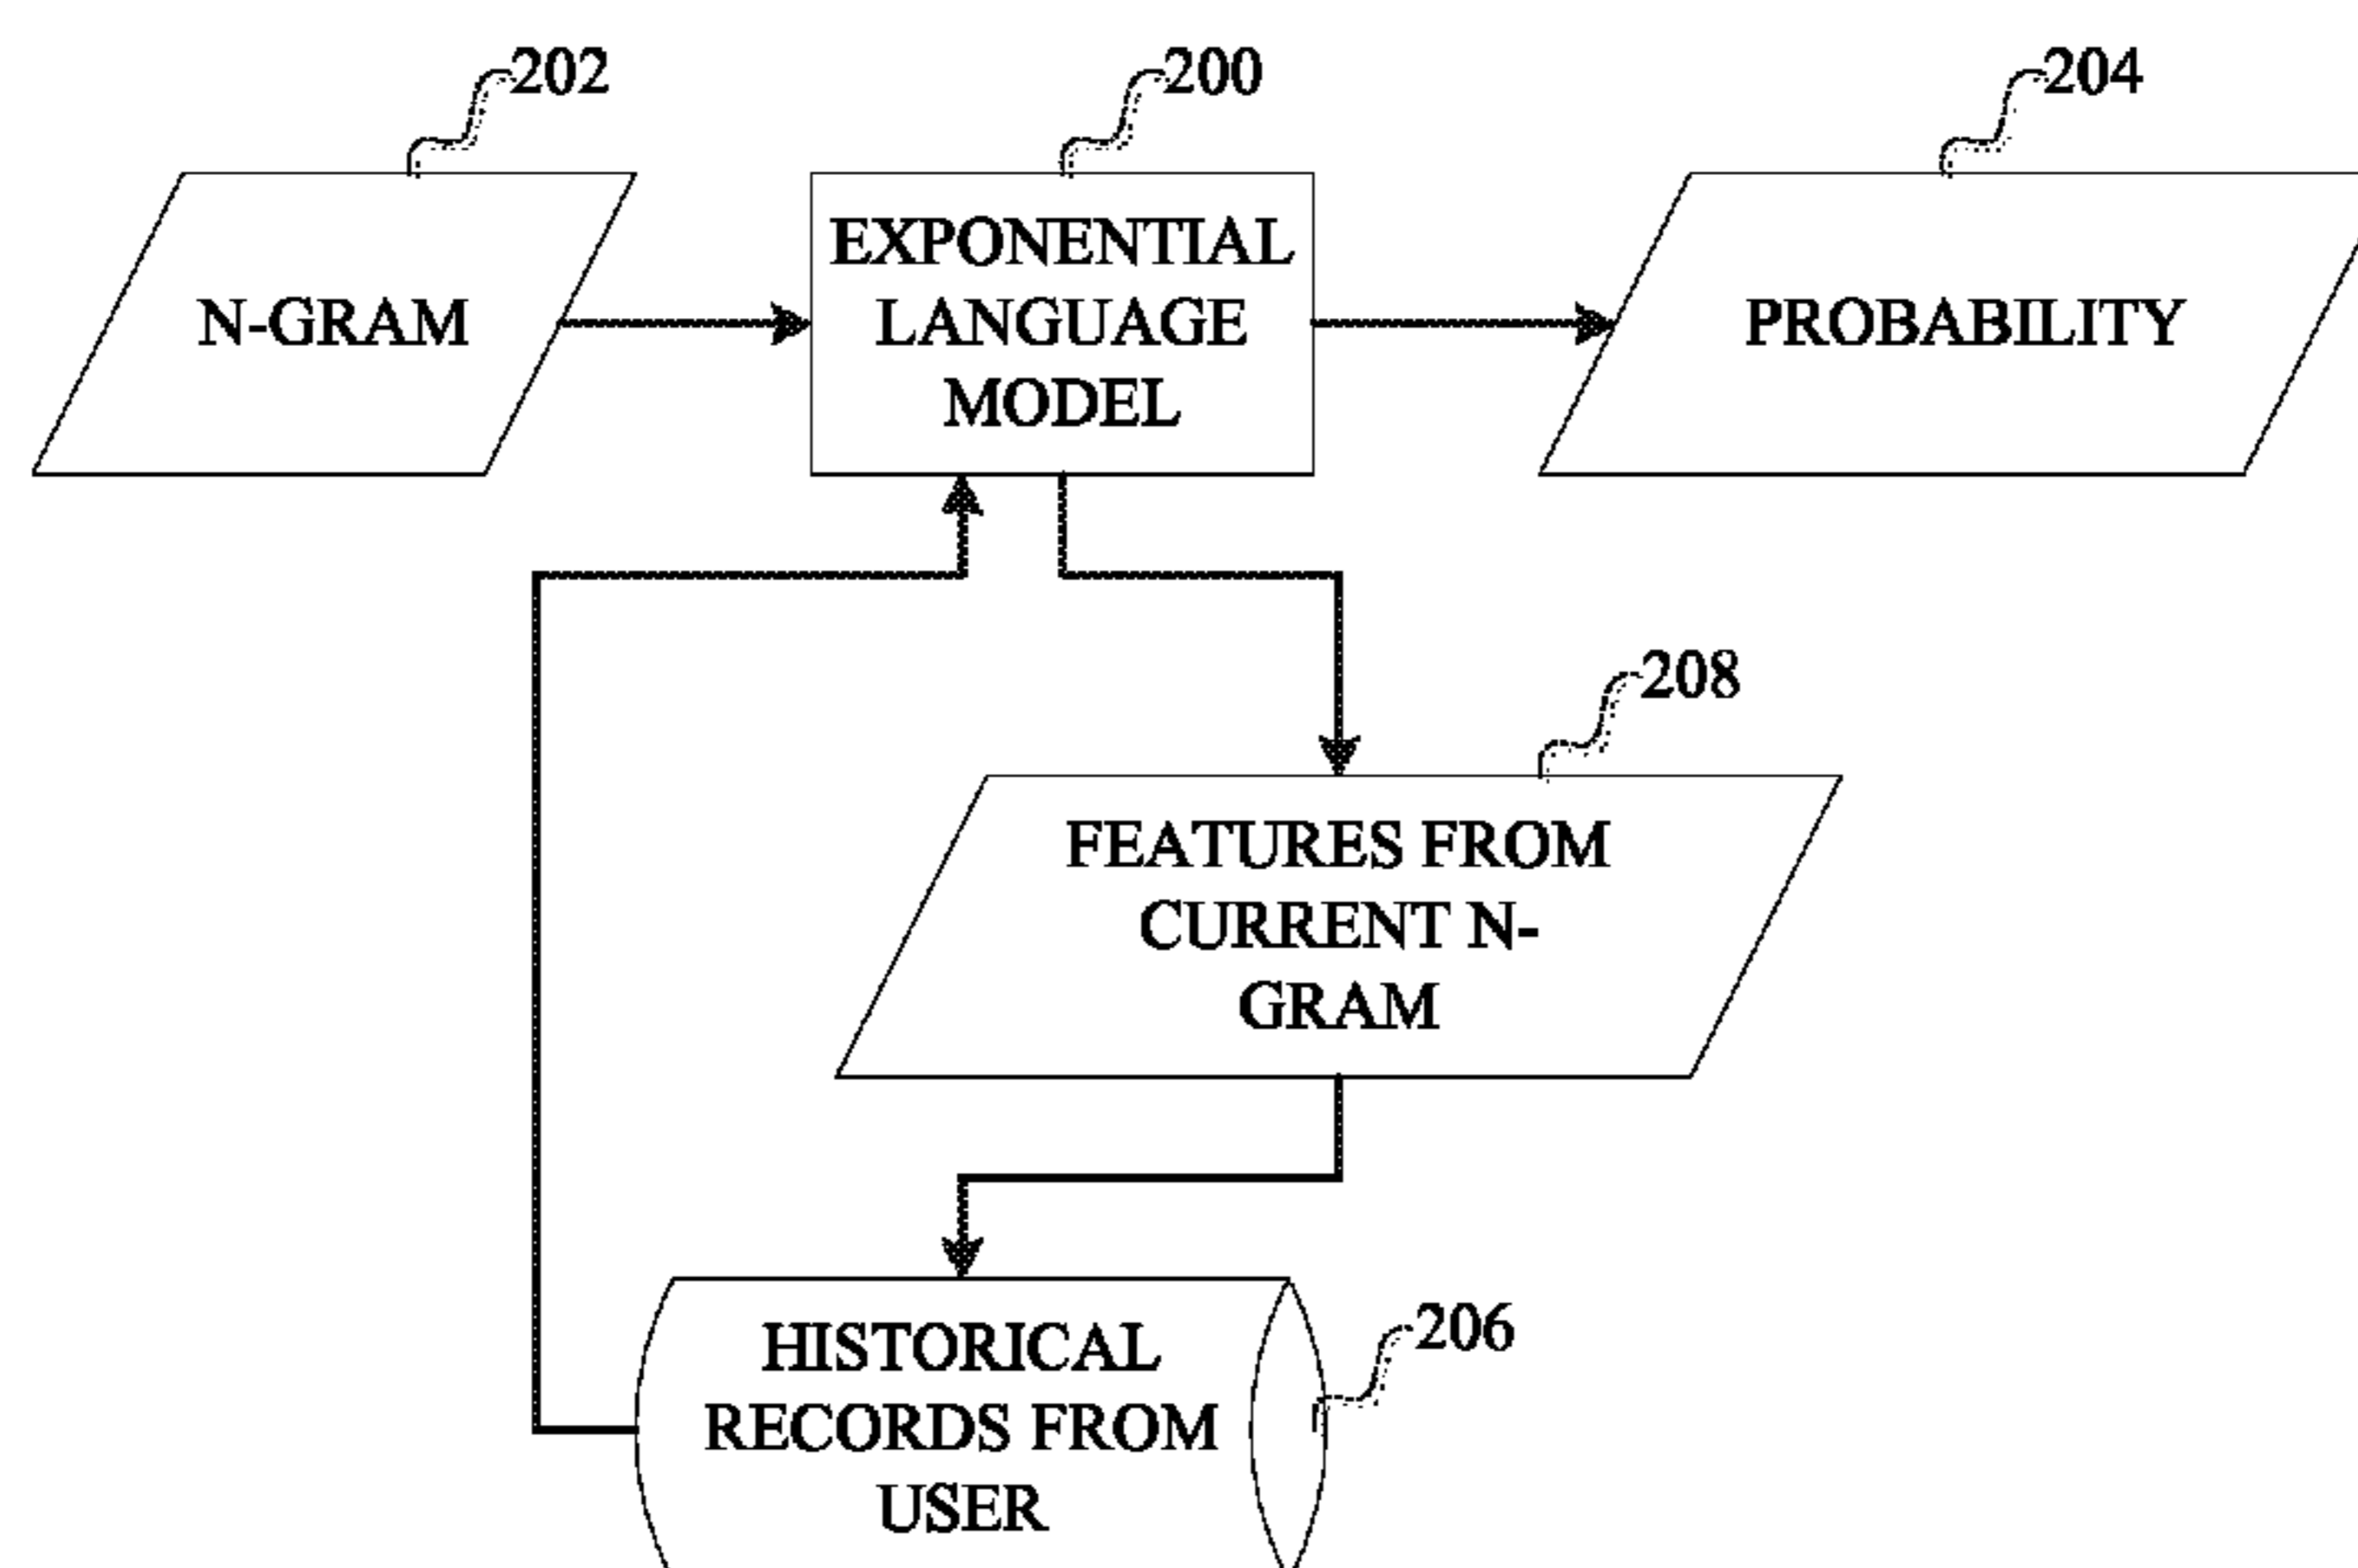 202
200
204
N-GRAM
EXPONENTIAL
LANGUAGE
MODEL
PROBABILITY
208
FEATURES FROM
CURRENT N-
GRAM
206
HISTORICAL
RECORDS FROM
USER